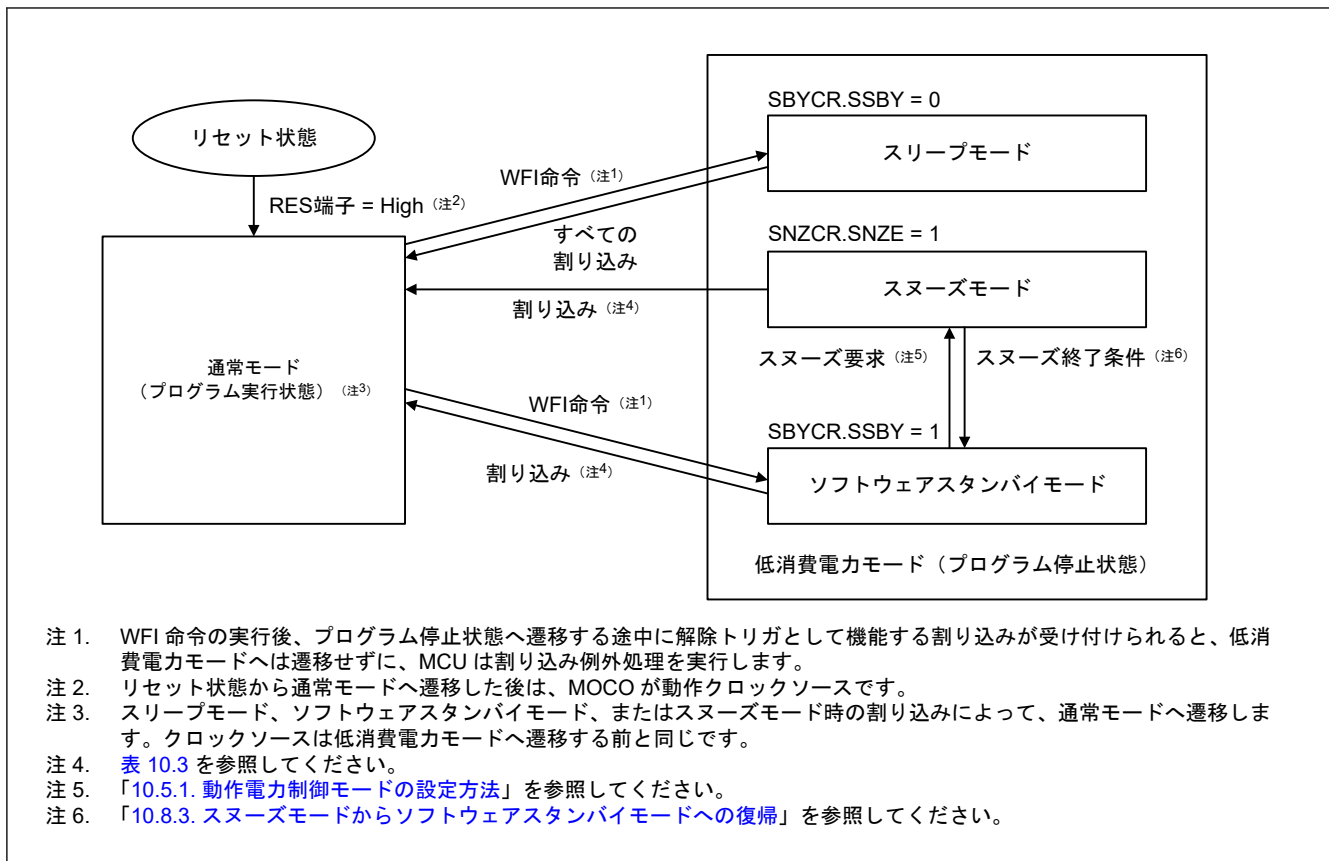 リセット状態
RES端子 = High（注2）
通常モード
（プログラム実行状態）（注3）
WFI命令（注1）
すべての
割り込み
割り込み（注4）
WFI命令（注1）
割り込み（注4）
SBYCR.SSBY = 0
スリープモード
SNZCR.SNZE = 1
スヌーズモード
スヌーズ要求（注5）
スヌーズ終了条件（注6）
SBYCR.SSBY = 1
ソフトウェアスタンバイモード
低消費電力モード（プログラム停止状態）
注 1. WFI 命令の実行後、プログラム停止状態へ遷移する途中に解除トリガとして機能する割り込みが受け付けられると、低消
費電力モードへは遷移せずに、MCU は割り込み例外処理を実行します。
注 2. リセット状態から通常モードへ遷移した後は、MOCO が動作クロックソースです。
注 3. スリープモード、ソフトウェアスタンバイモード、またはスヌーズモード時の割り込みによって、通常モードへ遷移しま
す。クロックソースは低消費電力モードへ遷移する前と同じです。
注 4. 表 10.3 を参照してください。
注 5. 「10.5.1. 動作電力制御モードの設定方法」を参照してください。
注 6. 「10.8.3. スヌーズモードからソフトウェアスタンバイモードへの復帰」を参照してください。